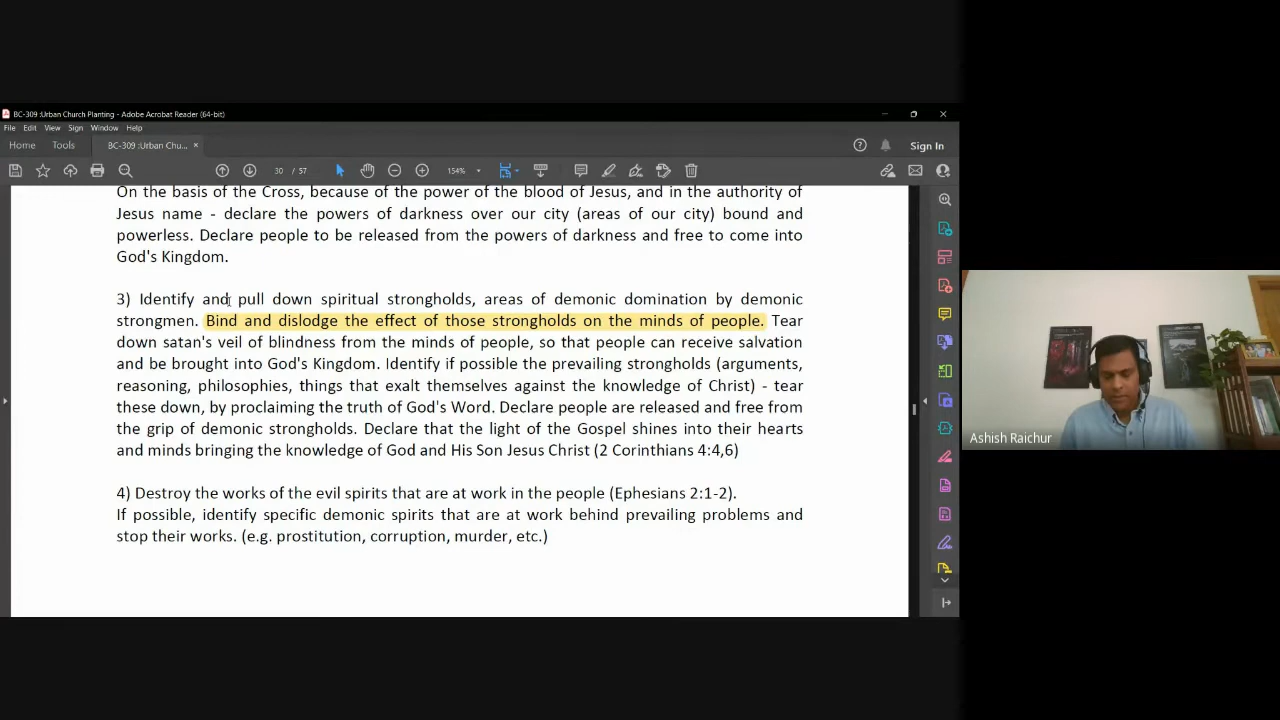 BC-309 :Urban Church Planting - Adobe Acrobat Reader (64-bit)
File Edit View Sign Window Help
Home Tools BC-309 :Urban Chu... × Sign In
30 / 57 154%
On the basis of the Cross, because of the power of the blood of Jesus, and in the authority of
Jesus name - declare the powers of darkness over our city (areas of our city) bound and
powerless. Declare people to be released from the powers of darkness and free to come into
God's Kingdom.
3) Identify and pull down spiritual strongholds, areas of demonic domination by demonic
strongmen. Bind and dislodge the effect of those strongholds on the minds of people. Tear
down satan's veil of blindness from the minds of people, so that people can receive salvation
and be brought into God's Kingdom. Identify if possible the prevailing strongholds (arguments,
reasoning, philosophies, things that exalt themselves against the knowledge of Christ) - tear
these down, by proclaiming the truth of God's Word. Declare people are released and free from
the grip of demonic strongholds. Declare that the light of the Gospel shines into their hearts
and minds bringing the knowledge of God and His Son Jesus Christ (2 Corinthians 4:4,6)
4) Destroy the works of the evil spirits that are at work in the people (Ephesians 2:1-2).
If possible, identify specific demonic spirits that are at work behind prevailing problems and
stop their works. (e.g. prostitution, corruption, murder, etc.)
Ashish Raichur